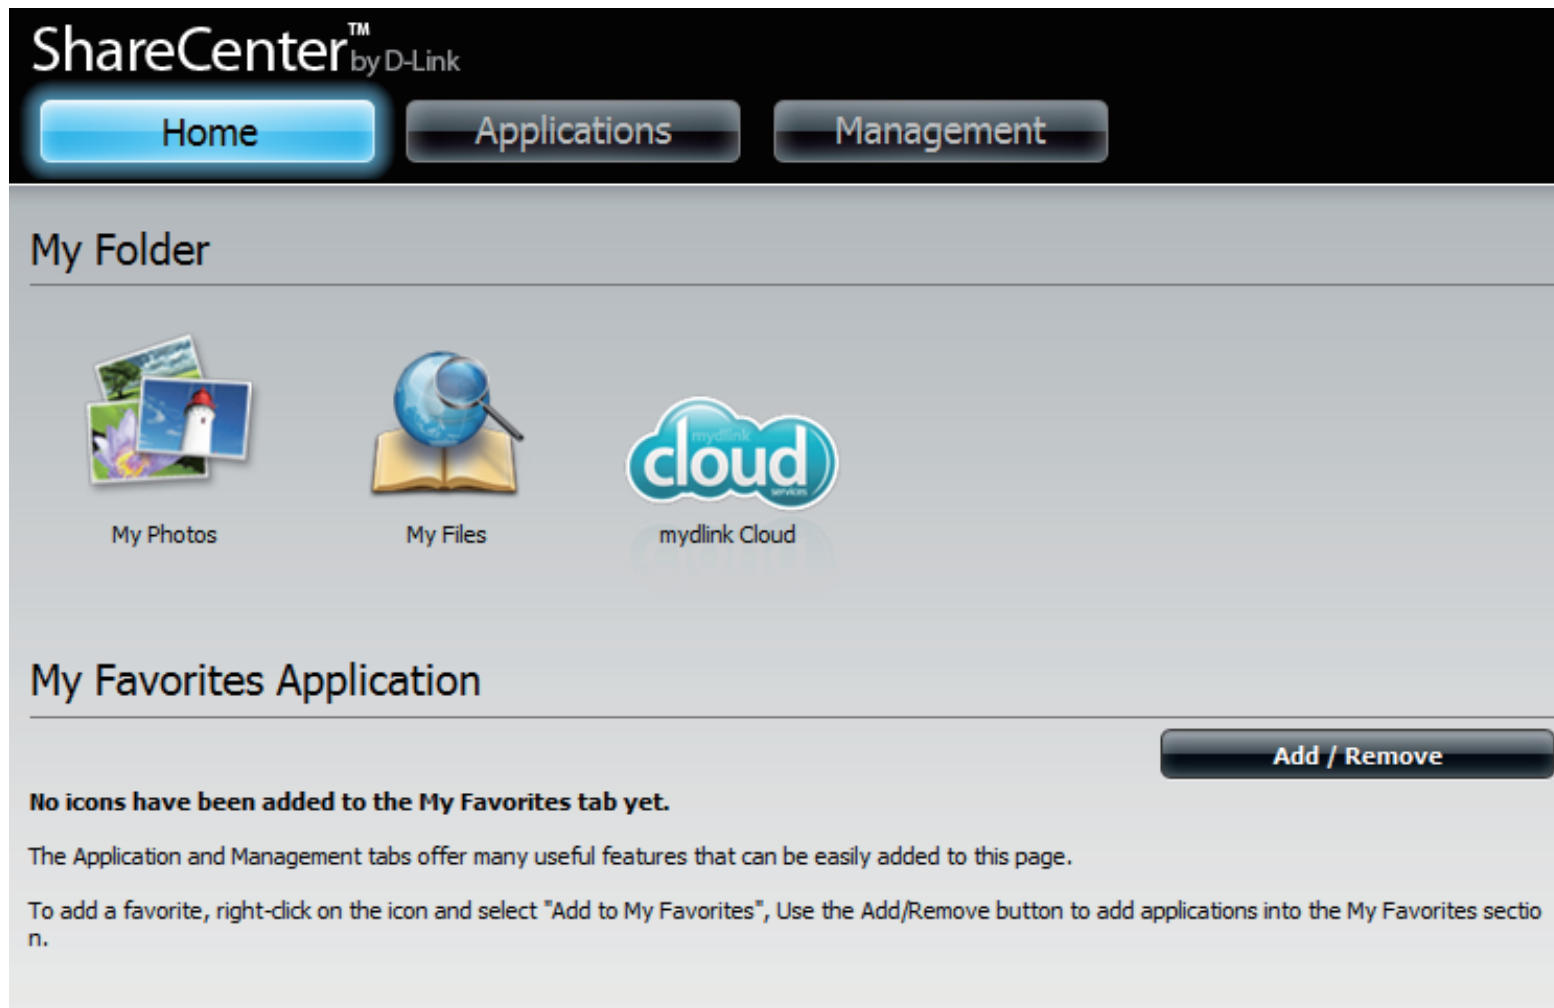 ShareCenter™ by D-Link
Home Applications Management
My Folder
mydlink
cloud
services
My Photos My Files mydlink Cloud
My Favorites Application
Add / Remove
No icons have been added to the My Favorites tab yet.
The Application and Management tabs offer many useful features that can be easily added to this page.
To add a favorite, right-click on the icon and select "Add to My Favorites", Use the Add/Remove button to add applications into the My Favorites sectio
n.